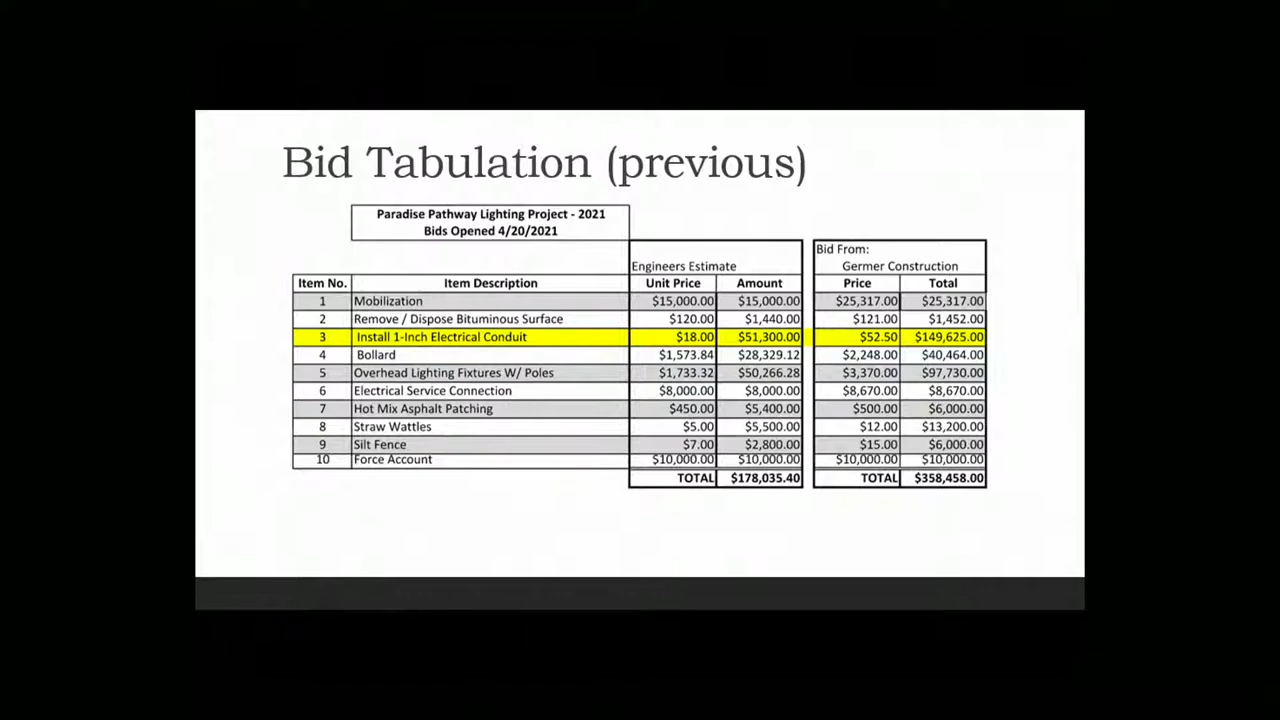 Bid Tabulation (previous)
Paradise Pathway Lighting Project - 2021
Bids Opened 4/20/2021
Engineers Estimate
Bid From:
Germer Construction
Item No. Item Description Unit Price Amount Price Total
1 Mobilization $15,000.00 $15,000.00 $25,317.00 $25,317.00
2 Remove / Dispose Bituminous Surface $120.00 $1,440.00 $121.00 $1,452.00
3 Install 1-Inch Electrical Conduit $18.00 $51,300.00 $52.50 $149,625.00
4 Bollard $1,573.84 $28,329.12 $2,248.00 $40,464.00
5 Overhead Lighting Fixtures W/ Poles $1,733.32 $50,266.28 $3,370.00 $97,730.00
6 Electrical Service Connection $8,000.00 $8,000.00 $8,670.00 $8,670.00
7 Hot Mix Asphalt Patching $450.00 $5,400.00 $500.00 $6,000.00
8 Straw Wattles $5.00 $5,500.00 $12.00 $13,200.00
9 Silt Fence $7.00 $2,800.00 $15.00 $6,000.00
10 Force Account $10,000.00 $10,000.00 $10,000.00 $10,000.00
TOTAL $178,035.40 TOTAL $358,458.00